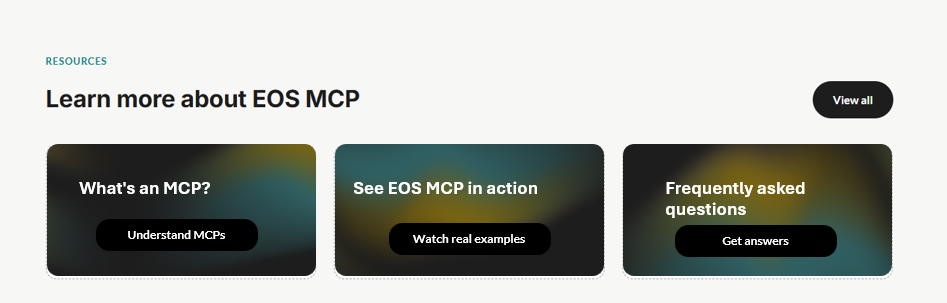 RESOURCES
Learn more about EOS MCP
View all
What's an MCP?
Understand MCPs
See EOS MCP in action
Watch real examples
Frequently asked
questions
Get answers